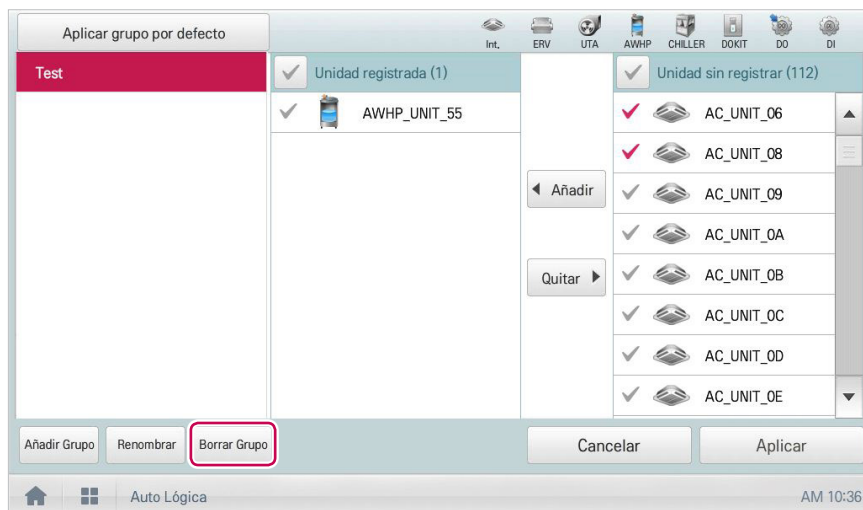 Aplicar grupo por defecto
Int.
ERV
UTA
AWHP
CHILLER
DOKIT
DO
DI
Test
Unidad registrada (1)
Unidad sin registrar (112)
AWHP_UNIT_55
AC_UNIT_06
AC_UNIT_08
AC_UNIT_09
AC_UNIT_0A
AC_UNIT_0B
AC_UNIT_0C
AC_UNIT_0D
AC_UNIT_0E
Añadir
Quitar
Añadir Grupo
Renombrar
Borrar Grupo
Cancelar
Aplicar
Auto Lógica
AM 10:36